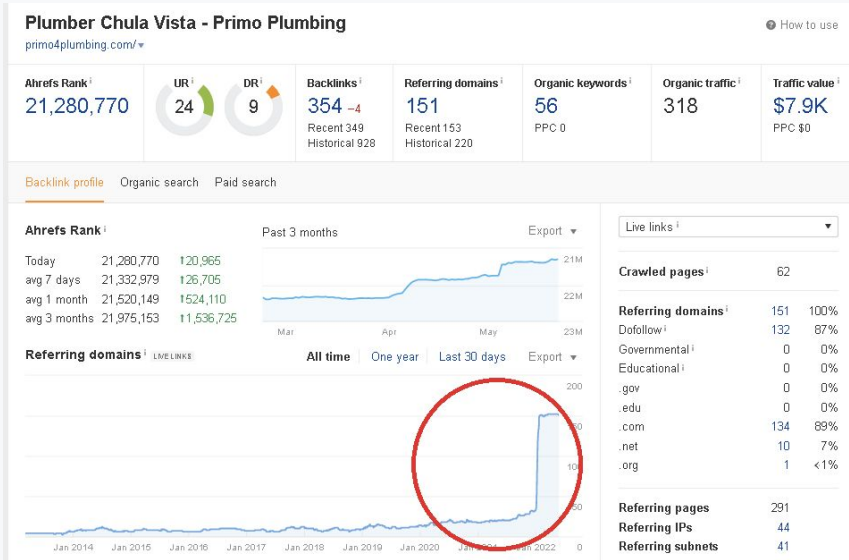 Plumber Chula Vista - Primo Plumbing
How to use
primo4plumbing.com/
Ahrefs Rank i
21,280,770
UR i
24
DR i
9
Backlinks i
354 -4
Recent 349
Historical 928
Referring domains i
151
Recent 153
Historical 220
Organic keywords i
56
PPC 0
Organic traffic i
318
Traffic value i
$7.9K
PPC $0
Backlink profile Organic search Paid search
Ahrefs Rank i
Today 21,280,770 ↑20,965
avg 7 days 21,332,979 ↑26,705
avg 1 month 21,520,149 ↑524,110
avg 3 months 21,975,153 ↑1,536,725
Past 3 months Export
21M
22M
23M
Mar Apr May
Referring domains i LIVE LINKS
All time One year Last 30 days Export
200
150
100
50
0
Jan 2014 Jan 2015 Jan 2016 Jan 2017 Jan 2018 Jan 2019 Jan 2020 Jan 2021 Jan 2022
Live links i
Crawled pages i 62
Referring domains i 151 100%
Dofollow i 132 87%
Governmental i 0 0%
Educational i 0 0%
.gov 0 0%
.edu 0 0%
.com 134 89%
.net 10 7%
.org 1 <1%
Referring pages 291
Referring IPs 44
Referring subnets 41